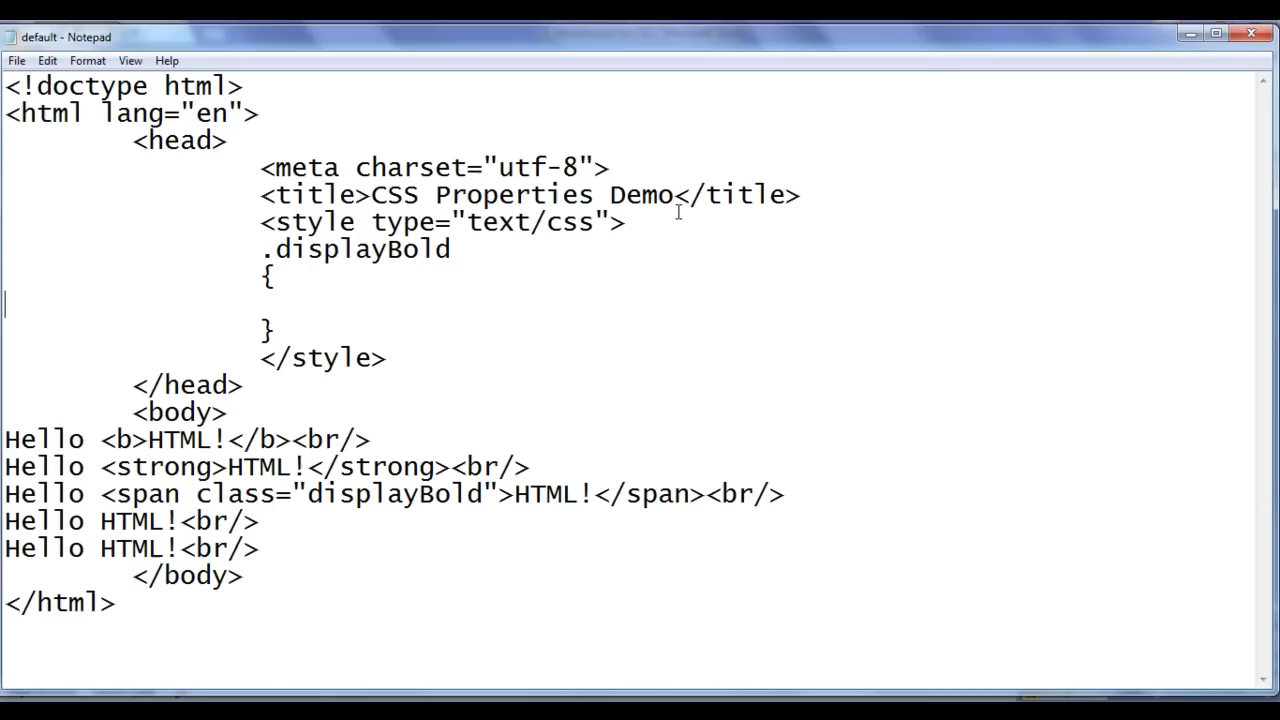 default - Notepad
File Edit Format View Help
<!doctype html>
<html lang="en">
<head>
<meta charset="utf-8">
<title>CSS Properties Demo</title>
<style type="text/css">
.displayBold
{
}
</style>
</head>
<body>
Hello <b>HTML!</b><br/>
Hello <strong>HTML!</strong><br/>
Hello <span class="displayBold">HTML!</span><br/>
Hello HTML!<br/>
Hello HTML!<br/>
</body>
</html>